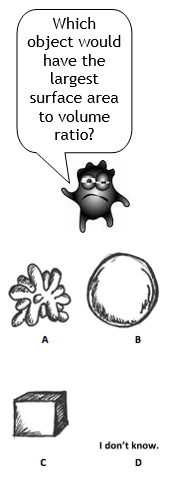 Which
object would
have the
largest
surface area
to volume
ratio?
A
B
I don't know.
C
D